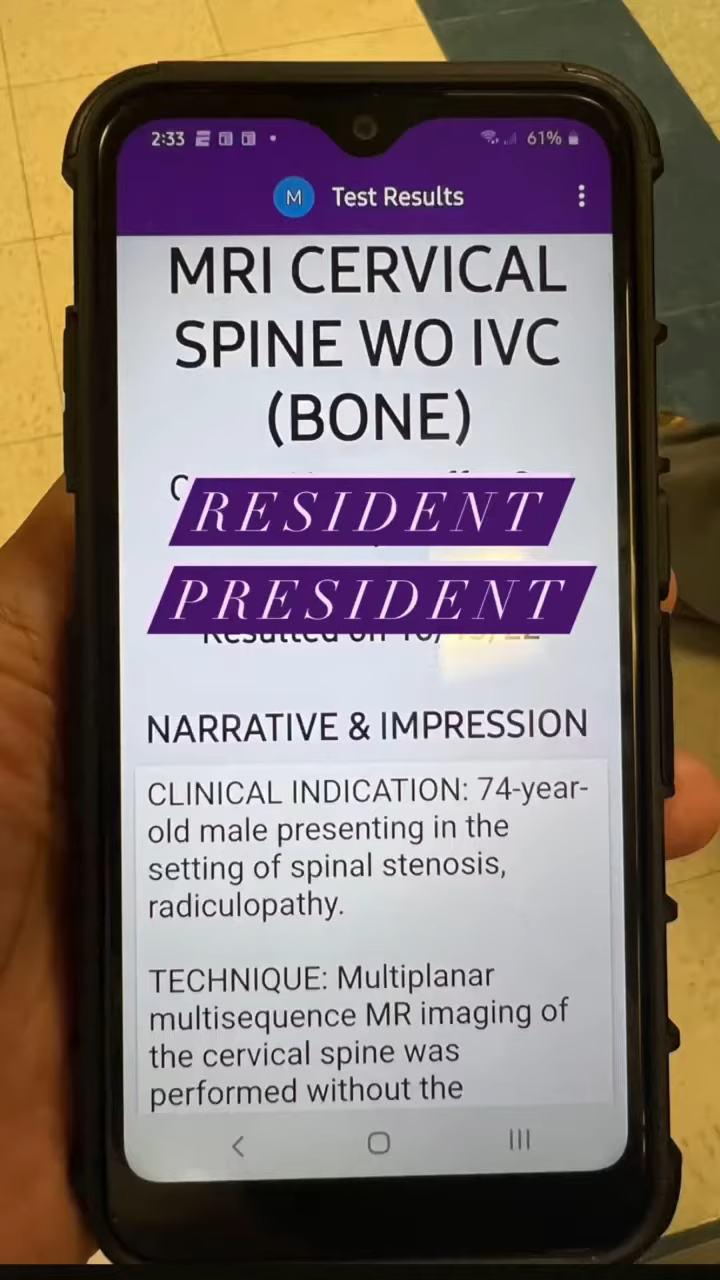 2:33
61%
M Test Results
MRI CERVICAL
SPINE WO IVC
(BONE)
RESIDENT
PRESIDENT
Resulted on
NARRATIVE & IMPRESSION
CLINICAL INDICATION: 74-year-
old male presenting in the
setting of spinal stenosis,
radiculopathy.
TECHNIQUE: Multiplanar
multisequence MR imaging of
the cervical spine was
performed without the